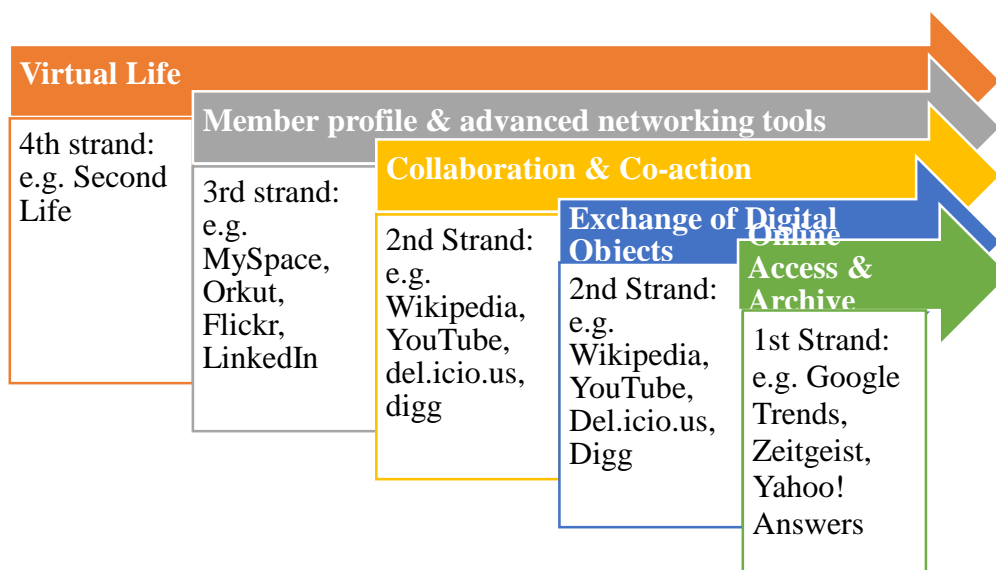 Virtual Life
4th strand:
e.g. Second
Life
Member profile & advanced networking tools
3rd strand:
e.g.
MySpace,
Orkut,
Flickr,
LinkedIn
Collaboration & Co-action
2nd Strand:
e.g.
Wikipedia,
YouTube,
del.icio.us,
digg
Exchange of Digital
Objects
2nd Strand:
e.g.
Wikipedia,
YouTube,
Del.icio.us,
Digg
Online
Access &
Archive
1st Strand:
e.g. Google
Trends,
Zeitgeist,
Yahoo!
Answers